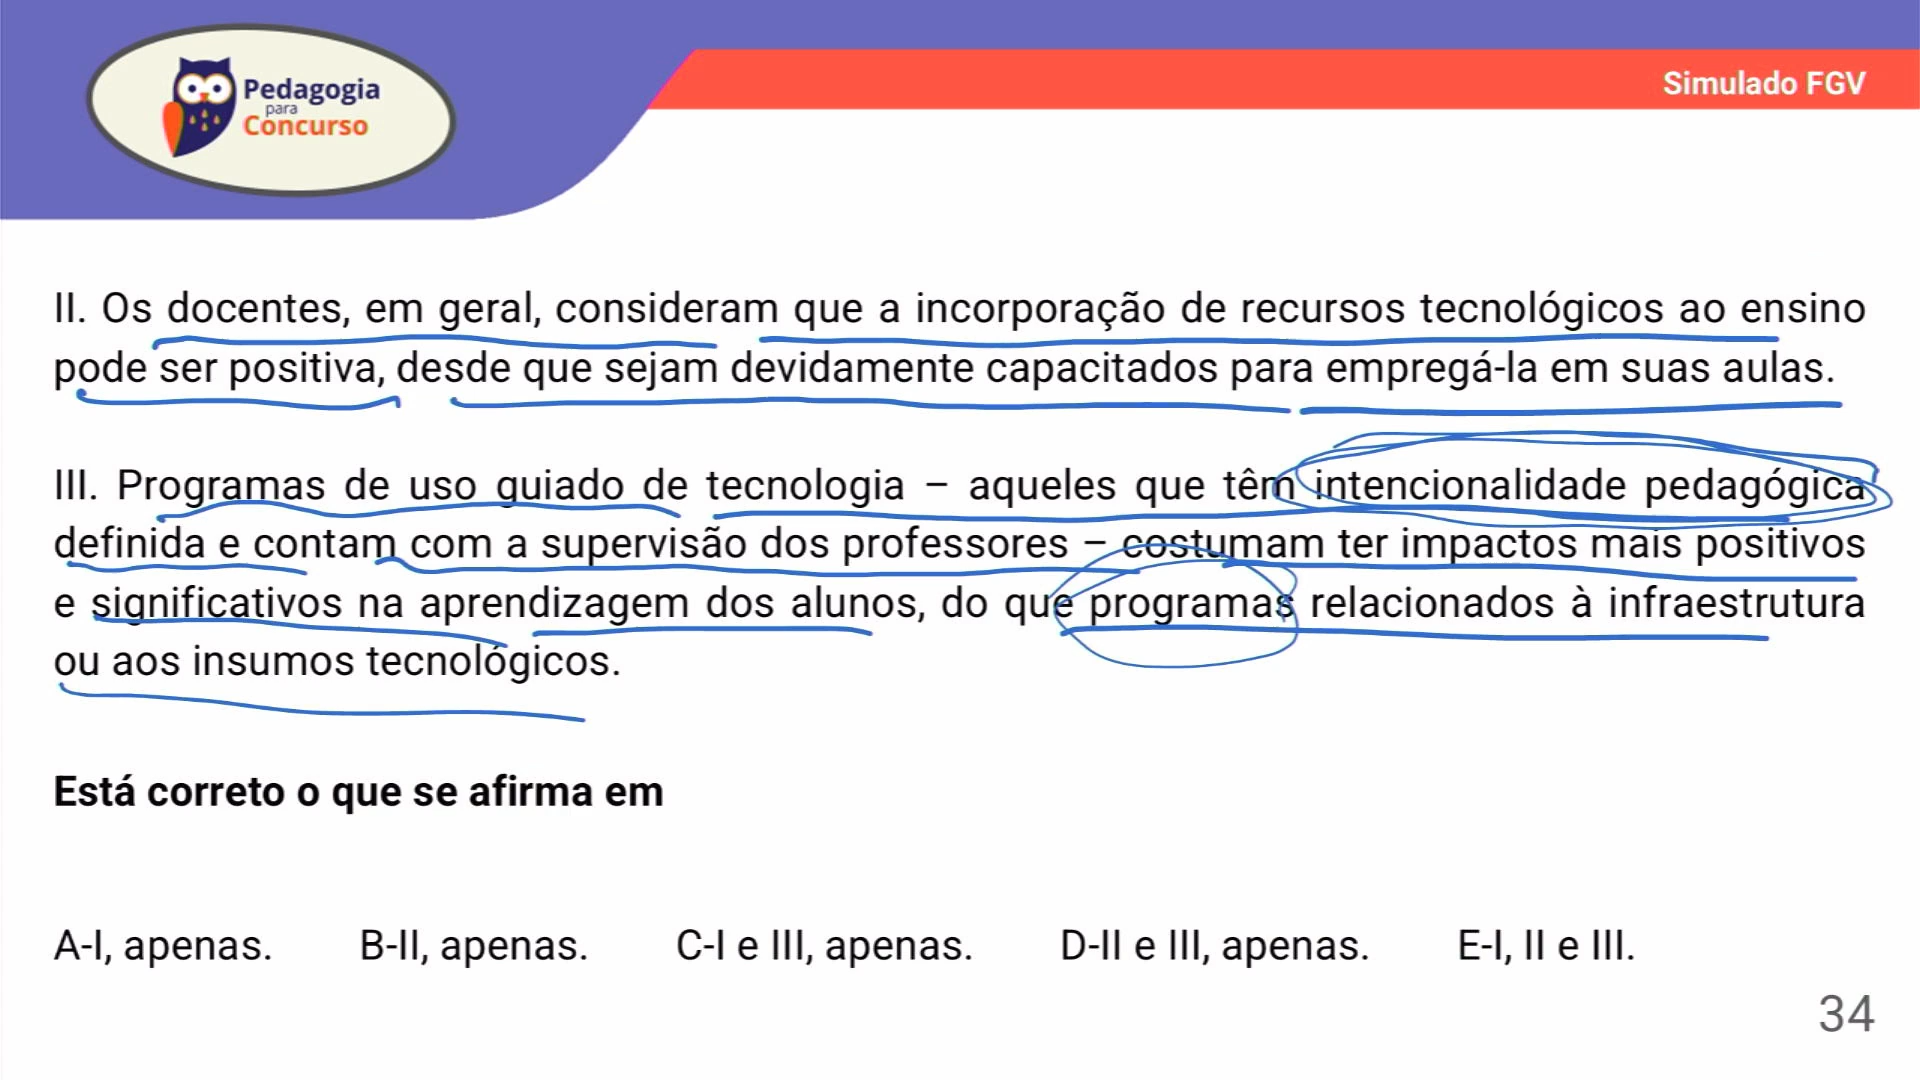 Pedagogia
para
Concurso
Simulado FGV
II. Os docentes, em geral, consideram que a incorporação de recursos tecnológicos ao ensino
pode ser positiva, desde que sejam devidamente capacitados para empregá-la em suas aulas.
III. Programas de uso guiado de tecnologia – aqueles que têm intencionalidade pedagógica
definida e contam com a supervisão dos professores – costumam ter impactos mais positivos
e significativos na aprendizagem dos alunos, do que programas relacionados à infraestrutura
ou aos insumos tecnológicos.
Está correto o que se afirma em
A-I, apenas. B-II, apenas. C-I e III, apenas. D-II e III, apenas. E-I, II e III.
34